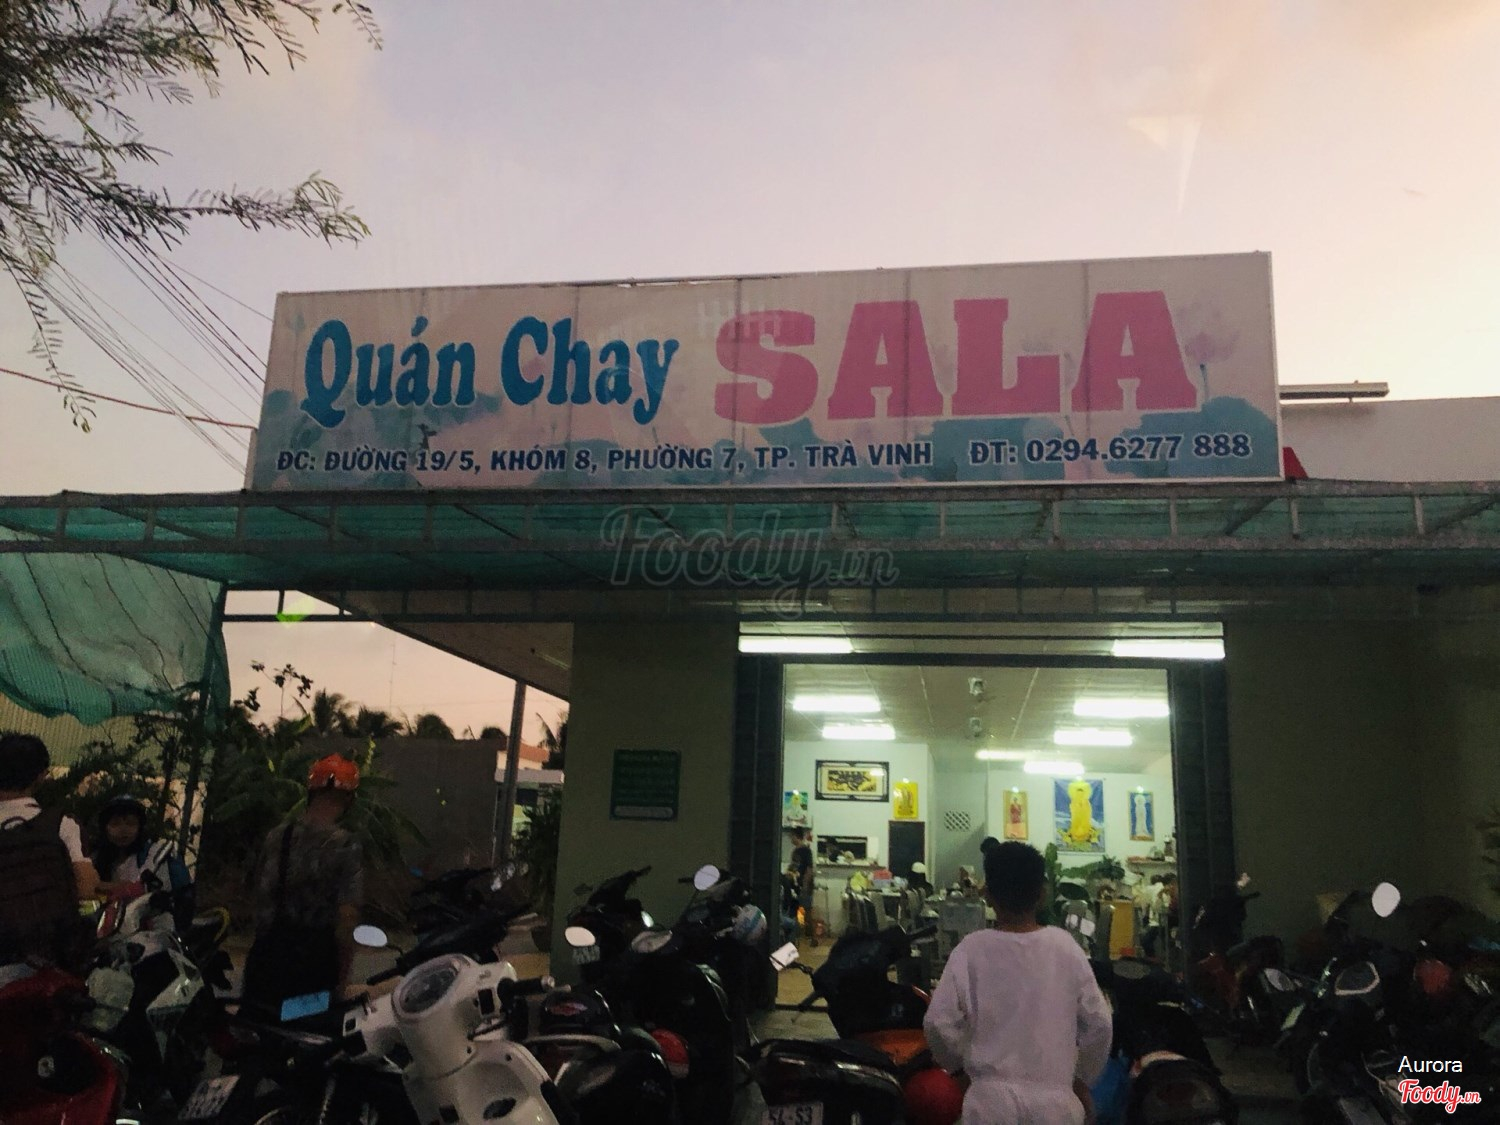 Quán Chay SALA
ĐC: ĐƯỜNG 19/5, KHÓM 8, PHƯỜNG 7, TP. TRÀ VINH ĐT: 0294.6277 888
Foody.vn
Aurora
Foody.vn